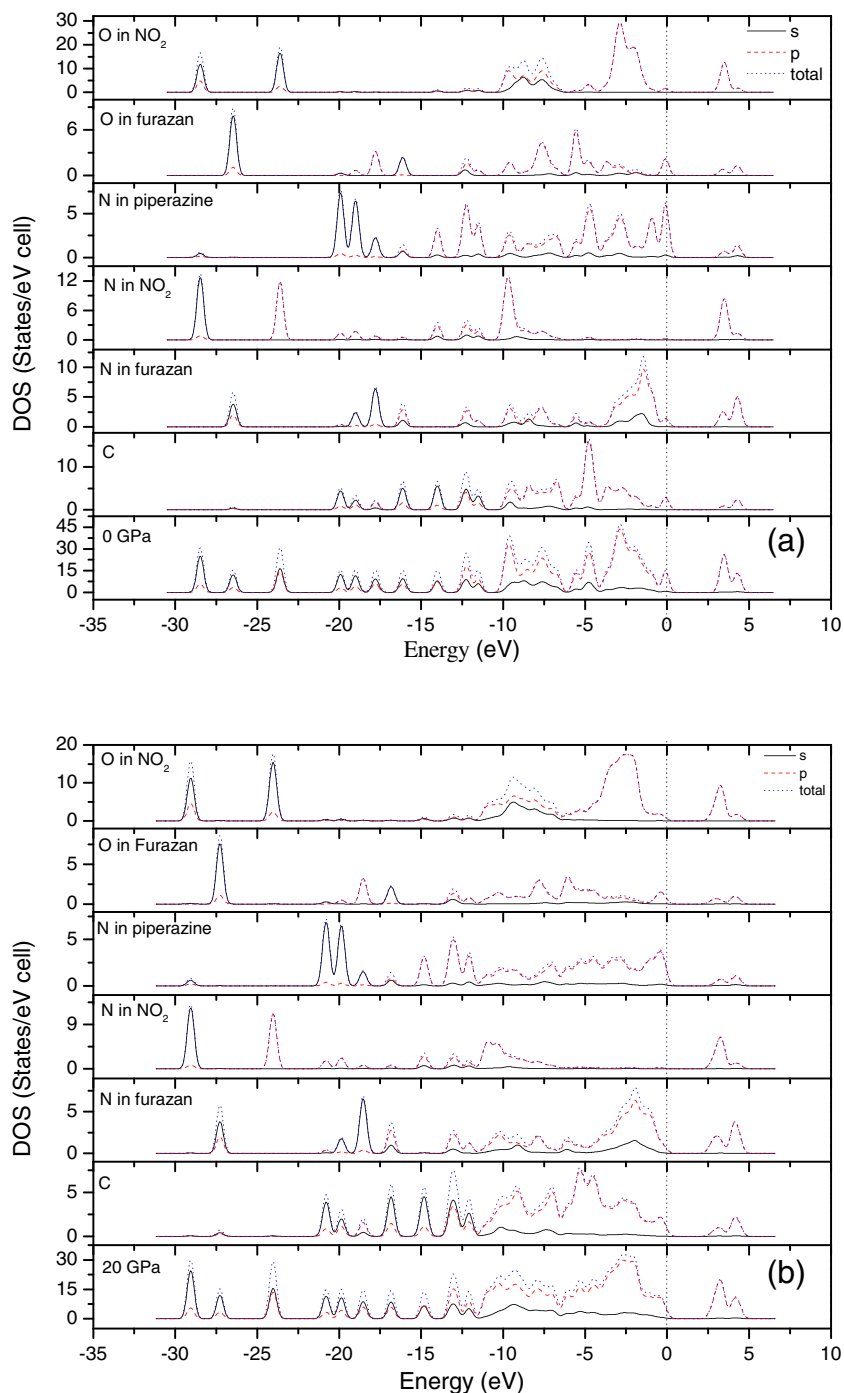 DOS (States/eV cell)
O in NO₂
s
p
total
30
20
10
0
O in furazan
6
3
0
N in piperazine
5
0
N in NO₂
12
6
0
N in furazan
10
5
0
C
10
0
0 GPa
(a)
45
30
15
0
-35 -30 -25 -20 -15 -10 -5 0 5 10
Energy (eV)
DOS (States/eV cell)
O in NO₂
s
p
total
20
10
0
O in Furazan
5
0
N in piperazine
5
0
N in NO₂
9
0
N in furazan
5
0
C
5
0
20 GPa
(b)
30
15
0
-35 -30 -25 -20 -15 -10 -5 0 5 10
Energy (eV)